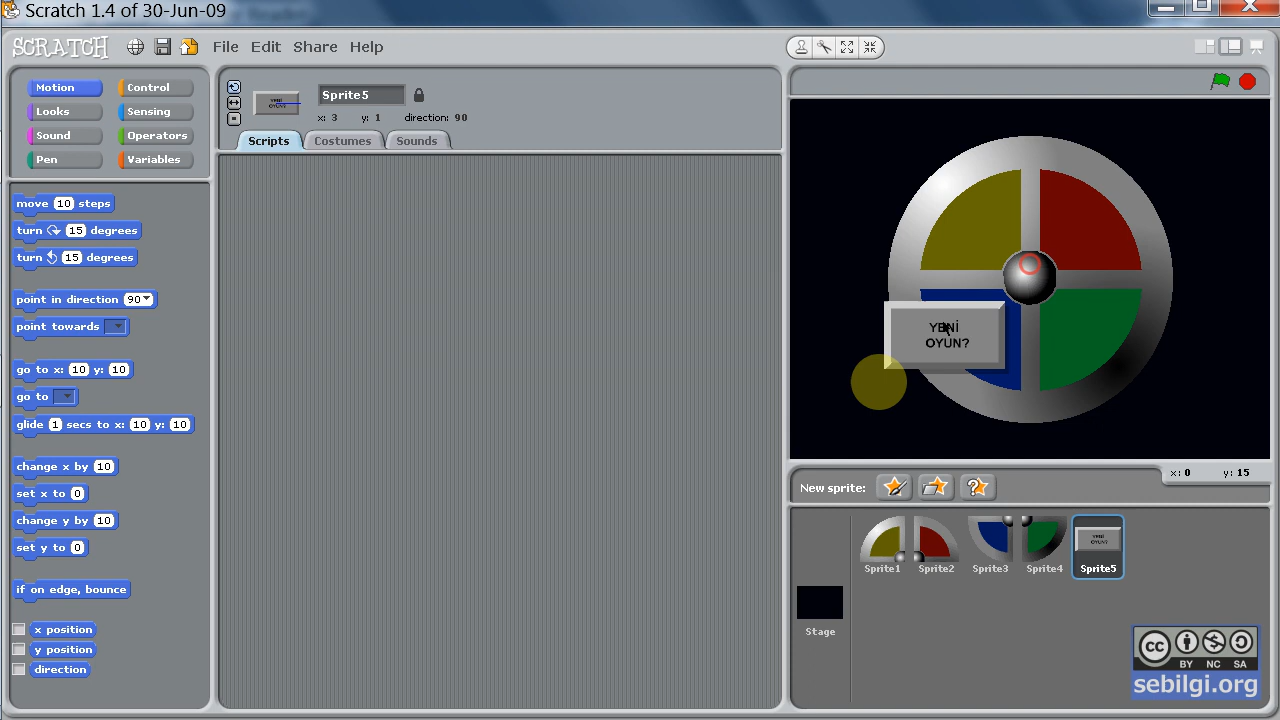 Scratch 1.4 of 30-Jun-09
SCRATCH File Edit Share Help
Motion Control
Looks Sensing
Sound Operators
Pen Variables
Sprite5
x: 3 y: 1 direction: 90
Scripts Costumes Sounds
move 10 steps
turn 15 degrees
turn 15 degrees
point in direction 90
point towards
go to x: 10 y: 10
go to
glide 1 secs to x: 10 y: 10
change x by 10
set x to 0
change y by 10
set y to 0
if on edge, bounce
x position
y position
direction
YENİ
OYUN?
x: 0 y: 15
New sprite:
YENİ
OYUN?
Sprite1 Sprite2 Sprite3 Sprite4 Sprite5
Stage
cc BY NC SA
sebilgi.org